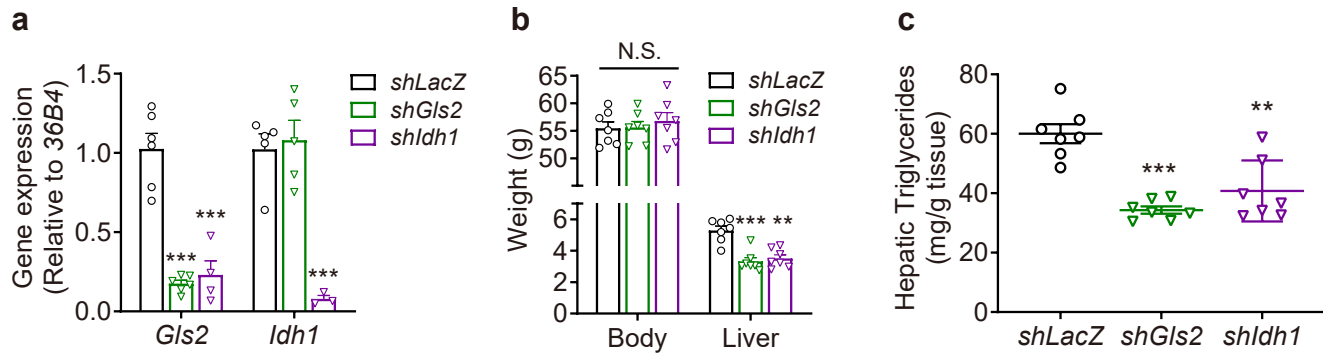 a
Gene expression
(Relative to 36B4)
1.5
1.0
0.5
0.0
***
***
***
Gls2
Idh1
shLacZ
shGls2
shIdh1
b
N.S.
Weight (g)
65
60
55
50
6
4
2
0
***
**
Body
Liver
shLacZ
shGls2
shIdh1
c
Hepatic Triglycerides
(mg/g tissue)
80
60
40
20
0
***
**
shLacZ
shGls2
shIdh1